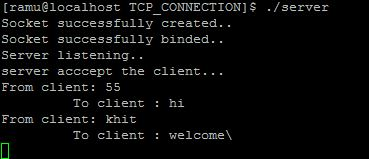 [ramu@localhost TCP_CONNECTION]$ ./server
Socket successfully created..
Socket successfully binded..
Server listening..
server acccept the client...
From client: 55
To client : hi
From client: khit
To client : welcome\